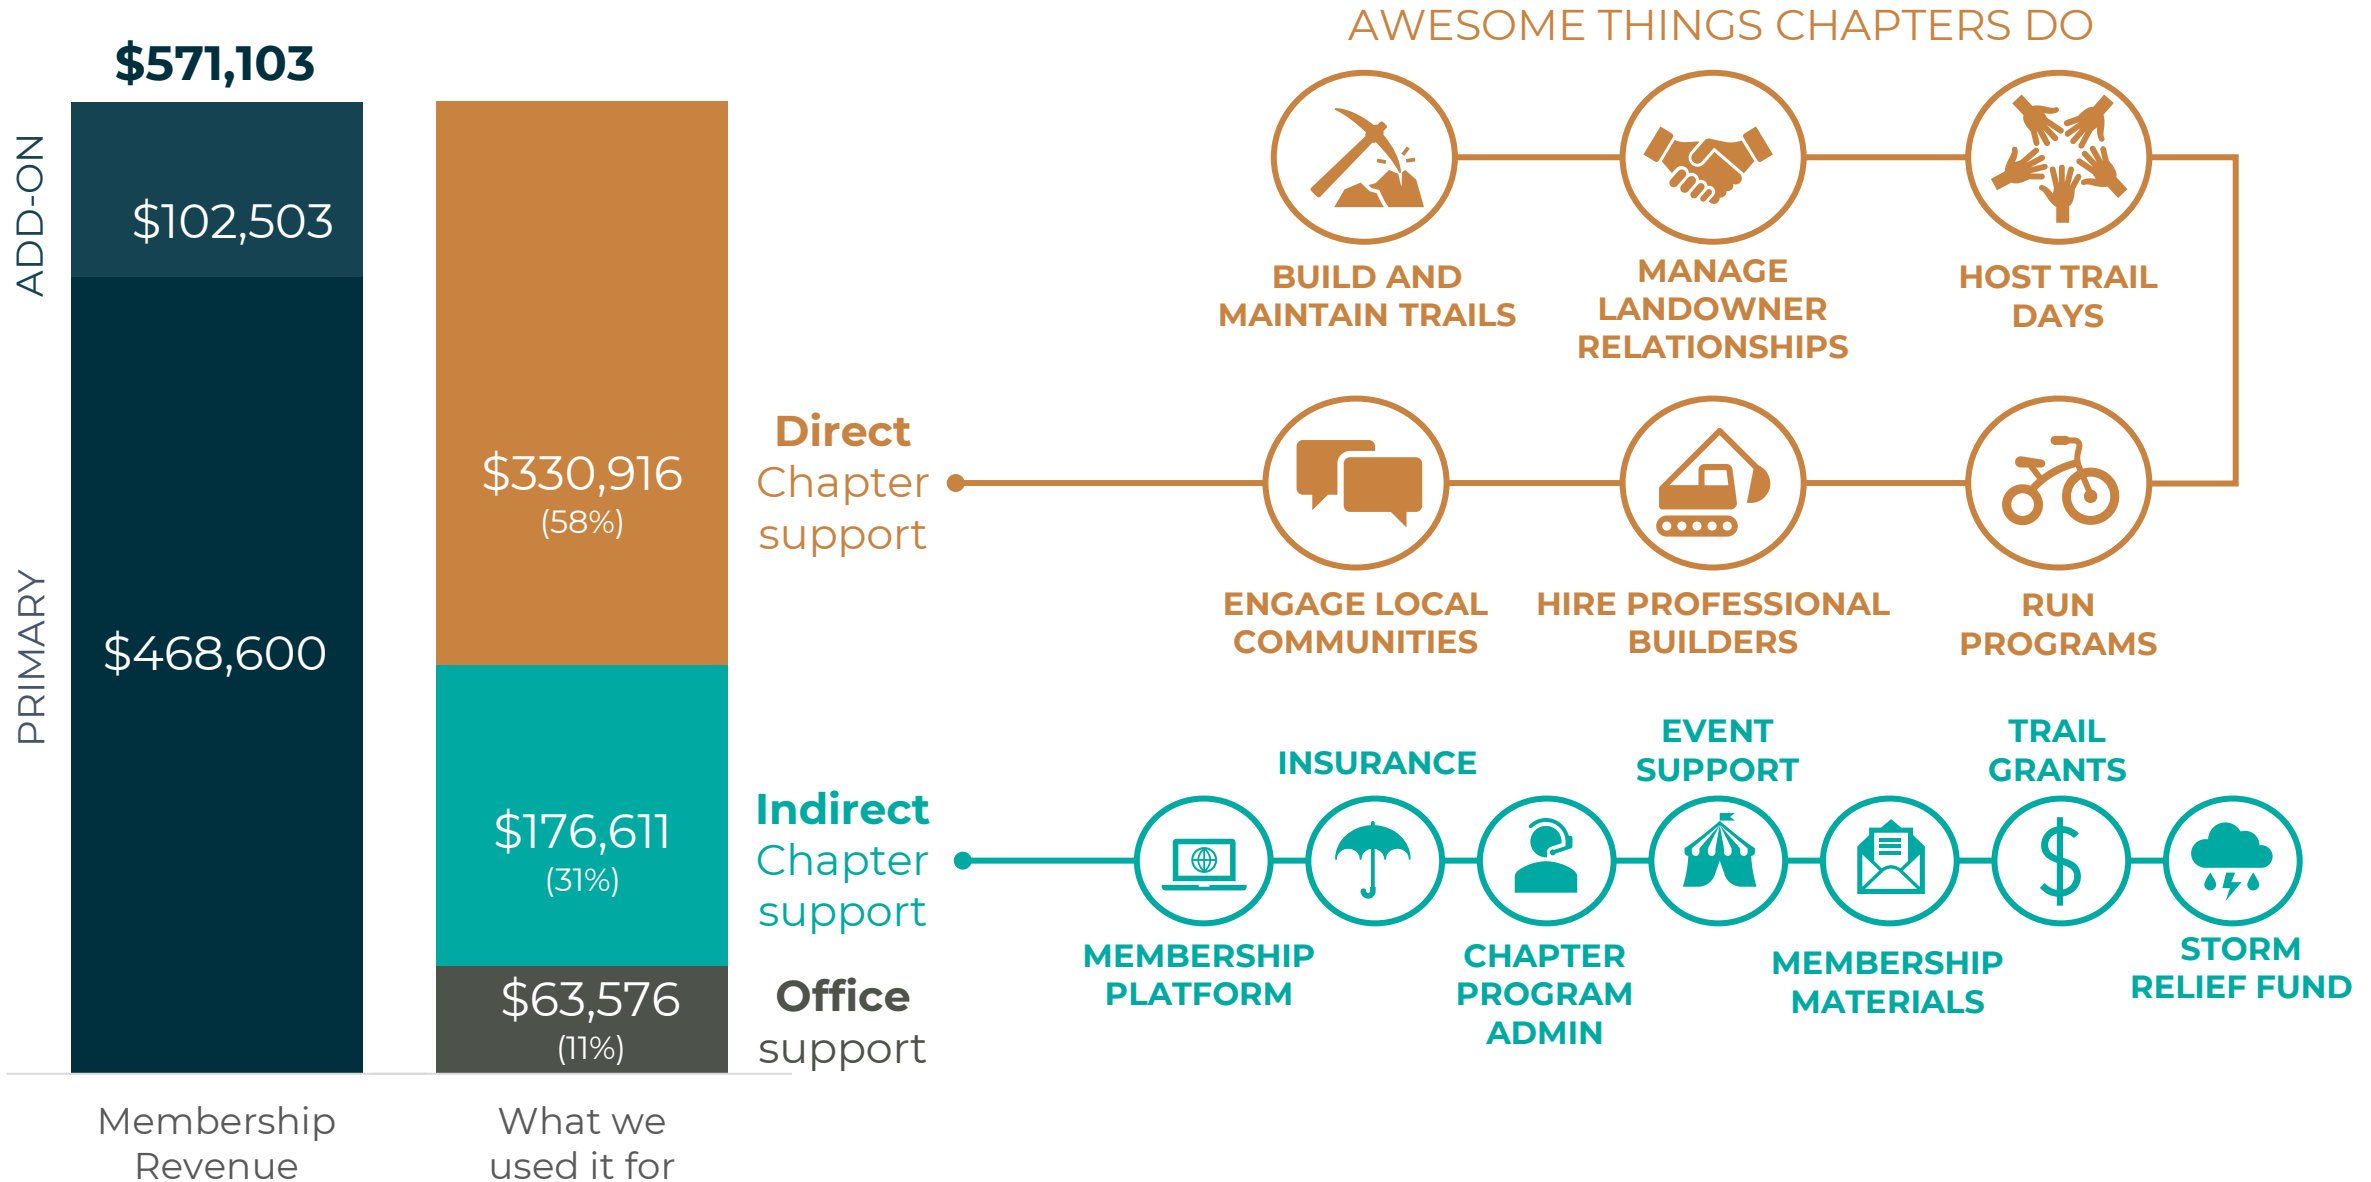 AWESOME THINGS CHAPTERS DO
$571,103
ADD-ON
$102,503
PRIMARY
$468,600
Membership
Revenue
$330,916
(58%)
$176,611
(31%)
$63,576
(11%)
What we
used it for
Direct
Chapter
support
BUILD AND
MAINTAIN TRAILS
MANAGE
LANDOWNER
RELATIONSHIPS
HOST TRAIL
DAYS
ENGAGE LOCAL
COMMUNITIES
HIRE PROFESSIONAL
BUILDERS
RUN
PROGRAMS
Indirect
Chapter
support
MEMBERSHIP
PLATFORM
INSURANCE
CHAPTER
PROGRAM
ADMIN
EVENT
SUPPORT
MEMBERSHIP
MATERIALS
TRAIL
GRANTS
$
STORM
RELIEF FUND
Office
support